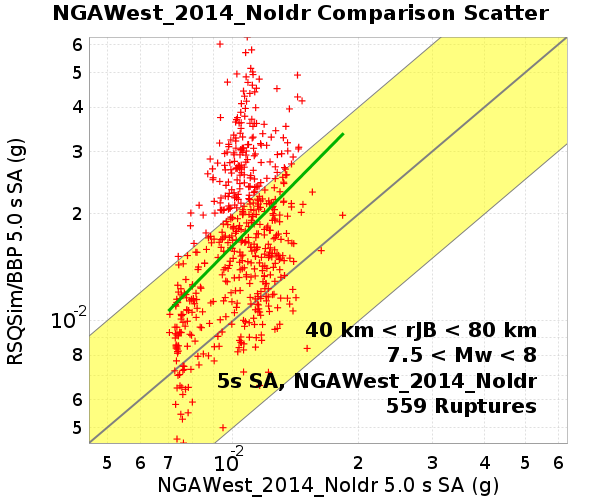 NGAWest_2014_NoIdr Comparison Scatter
RSQSim/BBP 5.0 s SA (g)
6
5
4
3
2
10-2
8
6
5
40 km < rJB < 80 km
7.5 < Mw < 8
5s SA, NGAWest_2014_NoIdr
559 Ruptures
5 6 7 10-2 2 3 4 5 6
NGAWest_2014_NoIdr 5.0 s SA (g)